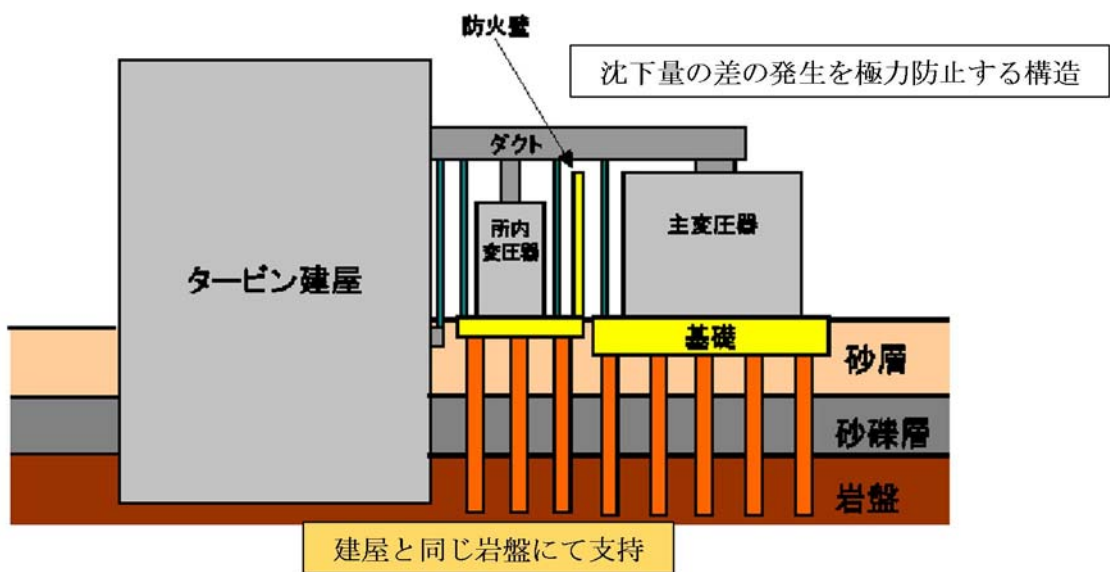 防火壁
沈下量の差の発生を極力防止する構造
ダクト
所内
変圧器
主変圧器
タービン建屋
基礎
砂層
砂礫層
岩盤
建屋と同じ岩盤にて支持